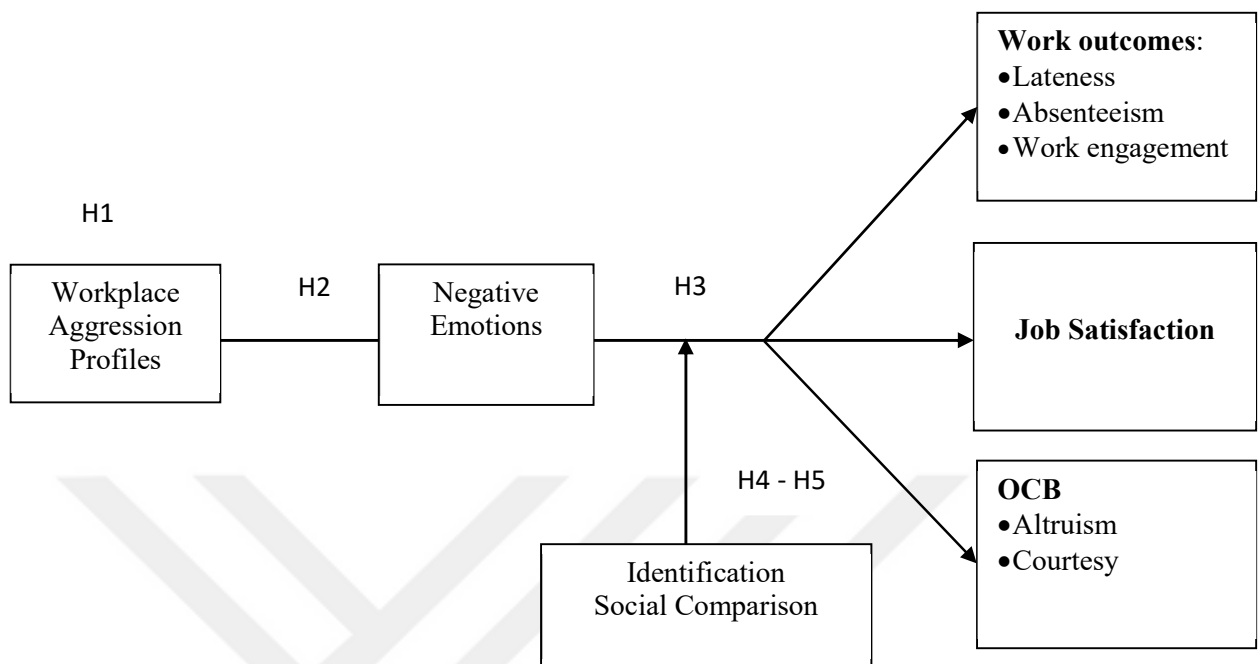 H1
Workplace
Aggression
Profiles
H2
Negative
Emotions
H3
Work outcomes:
•Lateness
•Absenteeism
•Work engagement
Job Satisfaction
H4 - H5
OCB
•Altruism
•Courtesy
Identification
Social Comparison